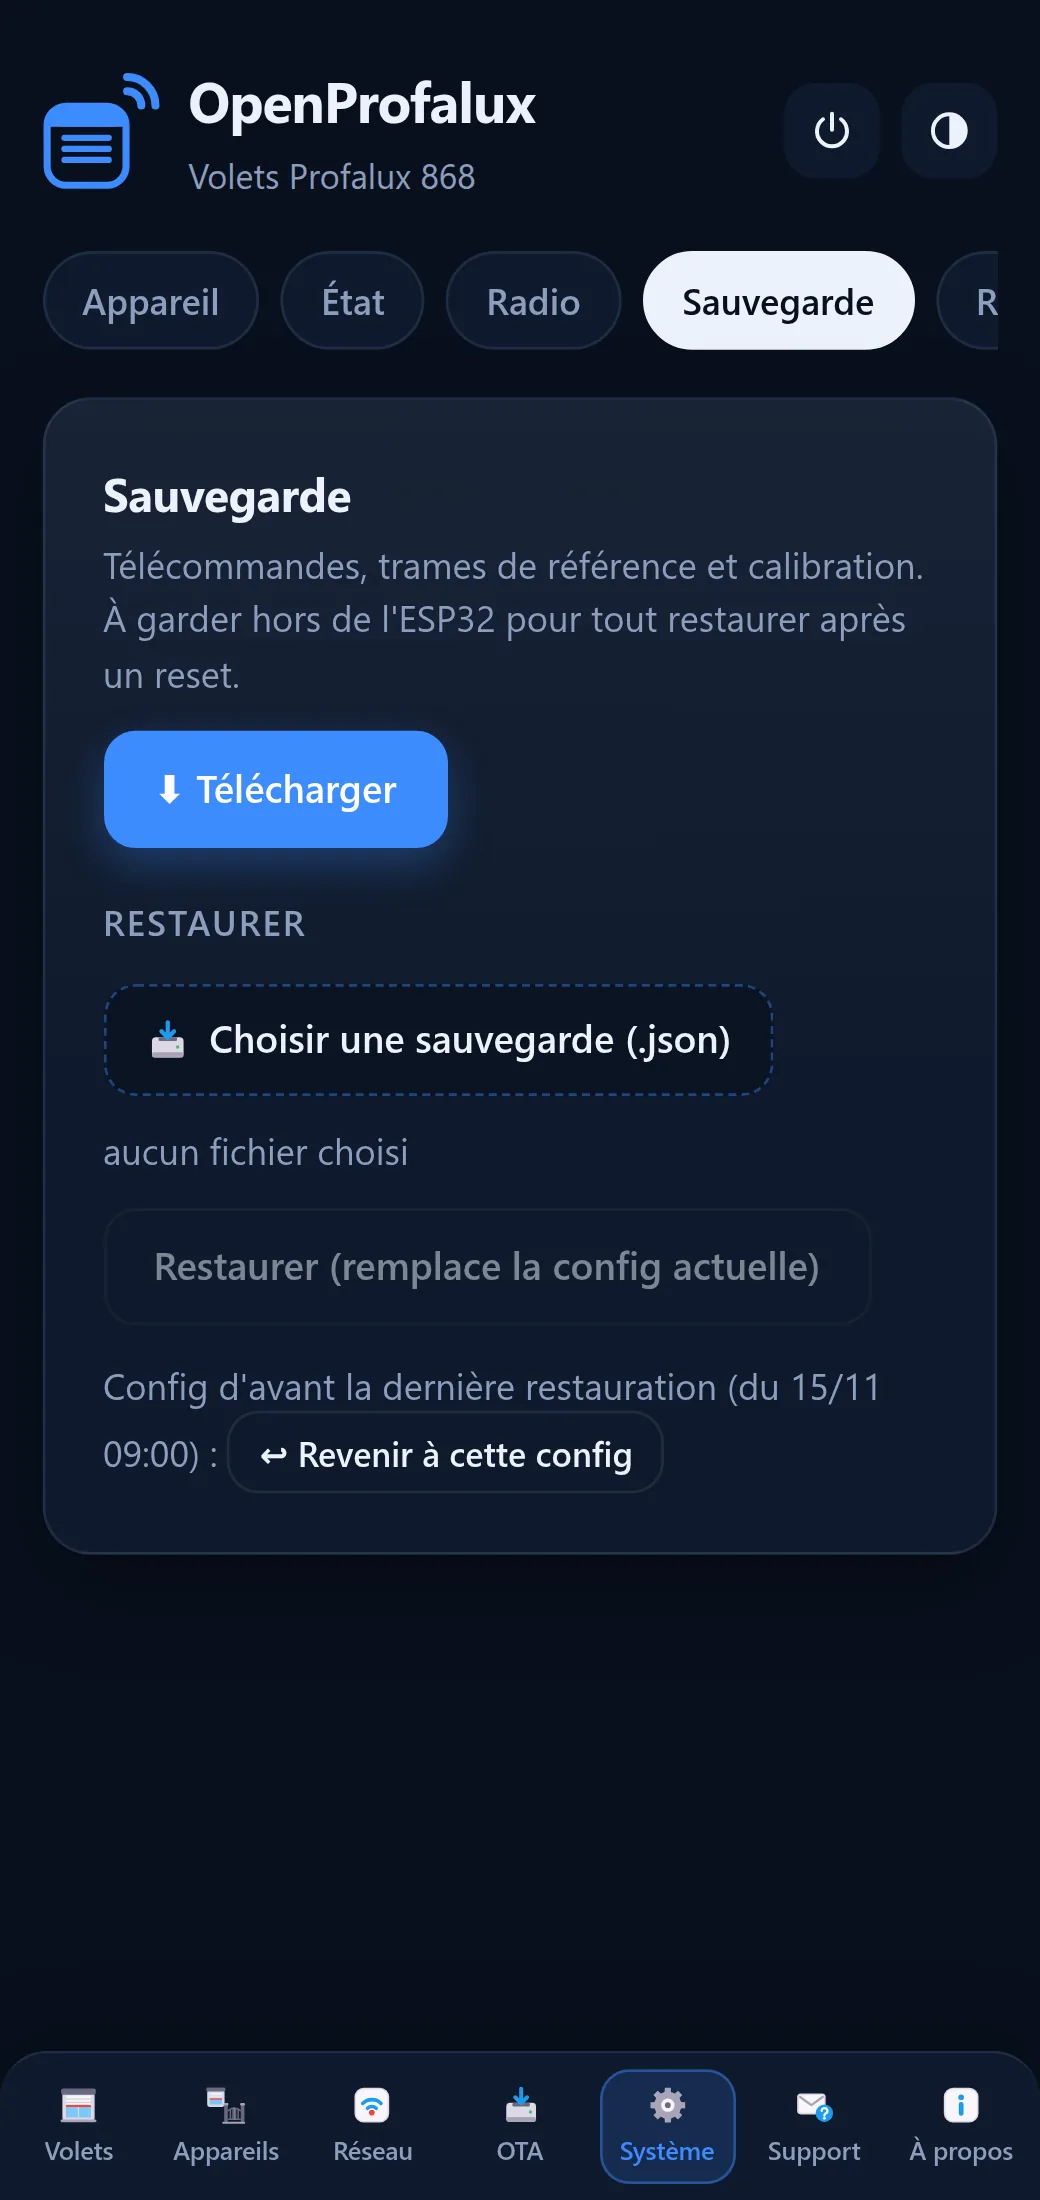 OpenProfalux
Volets Profalux 868
Appareil
État
Radio
Sauvegarde
R
Sauvegarde
Télécommandes, trames de référence et calibration.
À garder hors de l'ESP32 pour tout restaurer après
un reset.
⬇ Télécharger
RESTAURER
Choisir une sauvegarde (.json)
aucun fichier choisi
Restaurer (remplace la config actuelle)
Config d'avant la dernière restauration (du 15/11
09:00) : ↩ Revenir à cette config
Volets
Appareils
Réseau
OTA
Système
Support
À propos